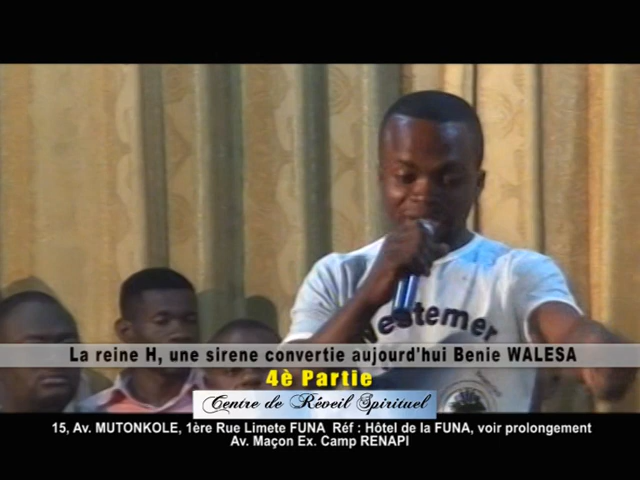 westemer
La reine H, une sirene convertie aujourd'hui Benie WALESA
4è Partie
Centre de Réveil Spirituel
15, Av. MUTONKOLE, 1ère Rue Limete FUNA Réf : Hôtel de la FUNA, voir prolongement
Av. Maçon Ex. Camp RENAPI